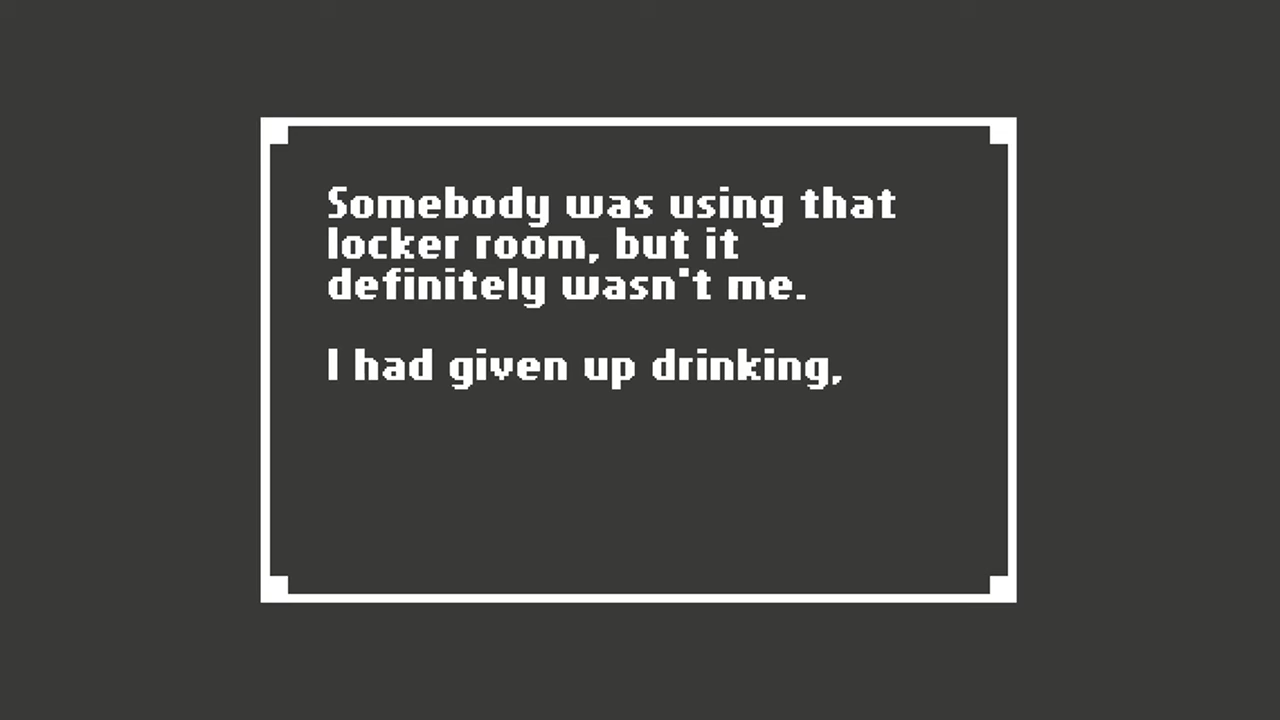 Somebody was using that
locker room, but it
definitely wasn't me.
I had given up drinking,